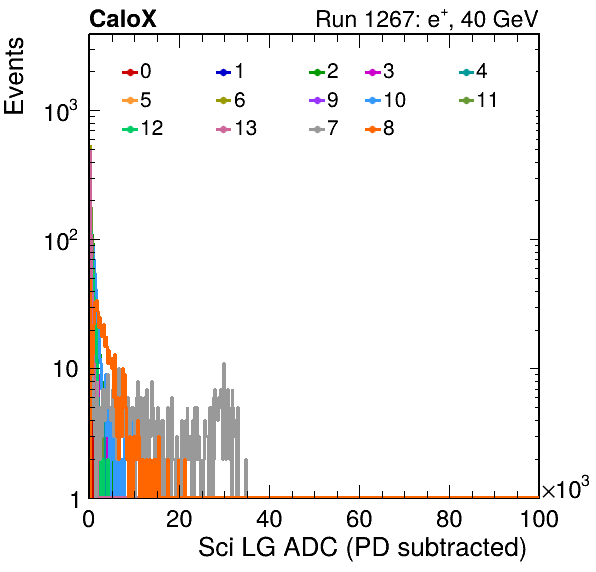 CaloX Run 1267: e⁺, 40 GeV
Events
0 1 2 3 4
5 6 9 10 11
12 13 7 8
10³
10²
10
1
0 20 40 60 80 100
×10³
Sci LG ADC (PD subtracted)